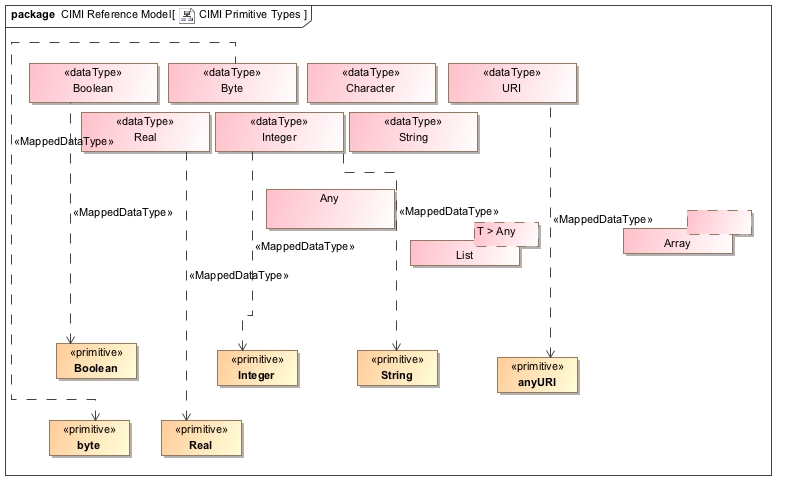 package CIMI Reference Model[ CIMI Primitive Types ]
«dataType»
Boolean
«dataType»
Byte
«dataType»
Character
«dataType»
URI
«dataType»
Real
«dataType»
Integer
«dataType»
String
«MappedDataType»
Any
«MappedDataType»
«MappedDataType»
«MappedDataType»
T > Any
List
Array
«MappedDataType»
«MappedDataType»
«primitive»
Boolean
«primitive»
Integer
«primitive»
String
«primitive»
anyURI
«primitive»
byte
«primitive»
Real